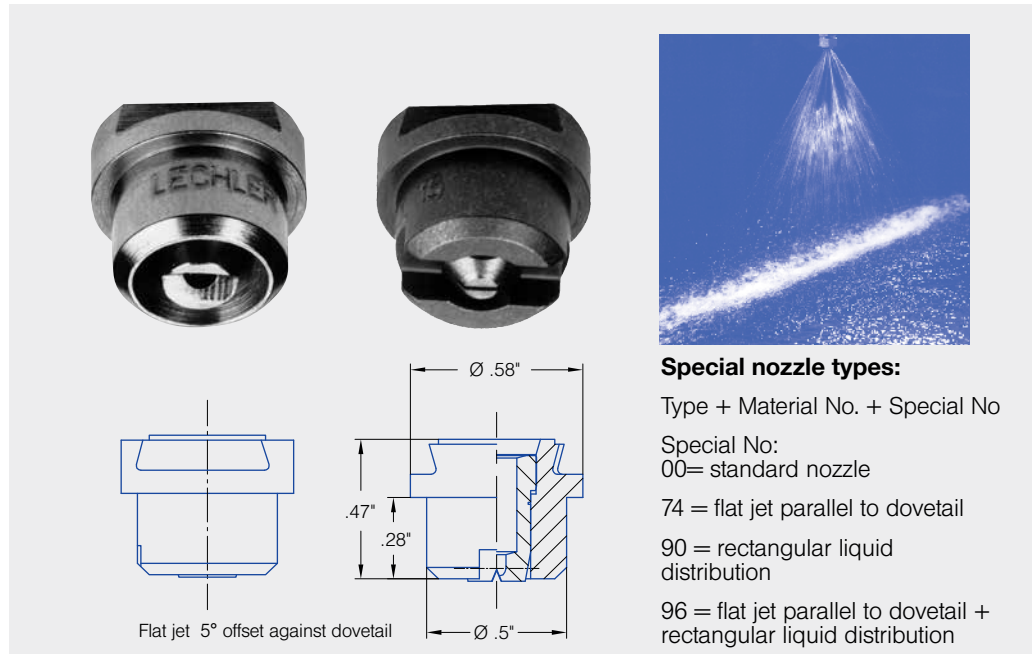 LECHLER
Special nozzle types:
Type + Material No. + Special No
Special No:
00= standard nozzle
74 = flat jet parallel to dovetail
90 = rectangular liquid
distribution
96 = flat jet parallel to dovetail +
rectangular liquid distribution
Ø .58"
.47"
.28"
Ø .5"
Flat jet 5° offset against dovetail